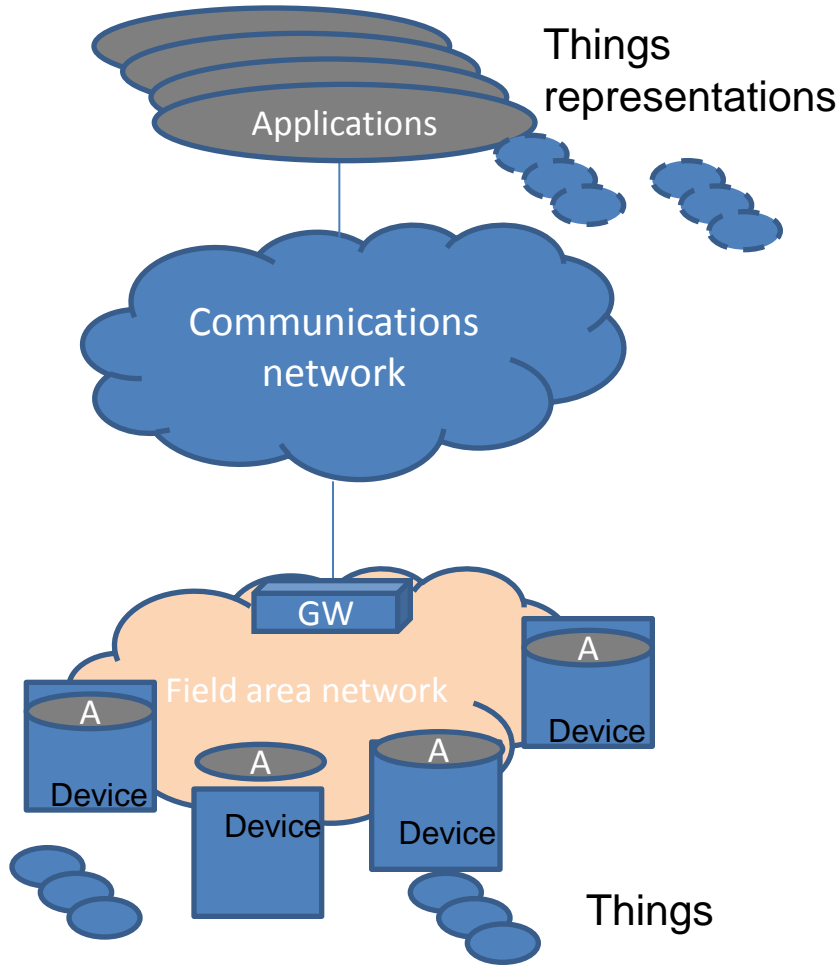 Things
representations
Applications
Communications
network
GW
A
Device
Field area network
A
Device
A
Device
A
Device
Things